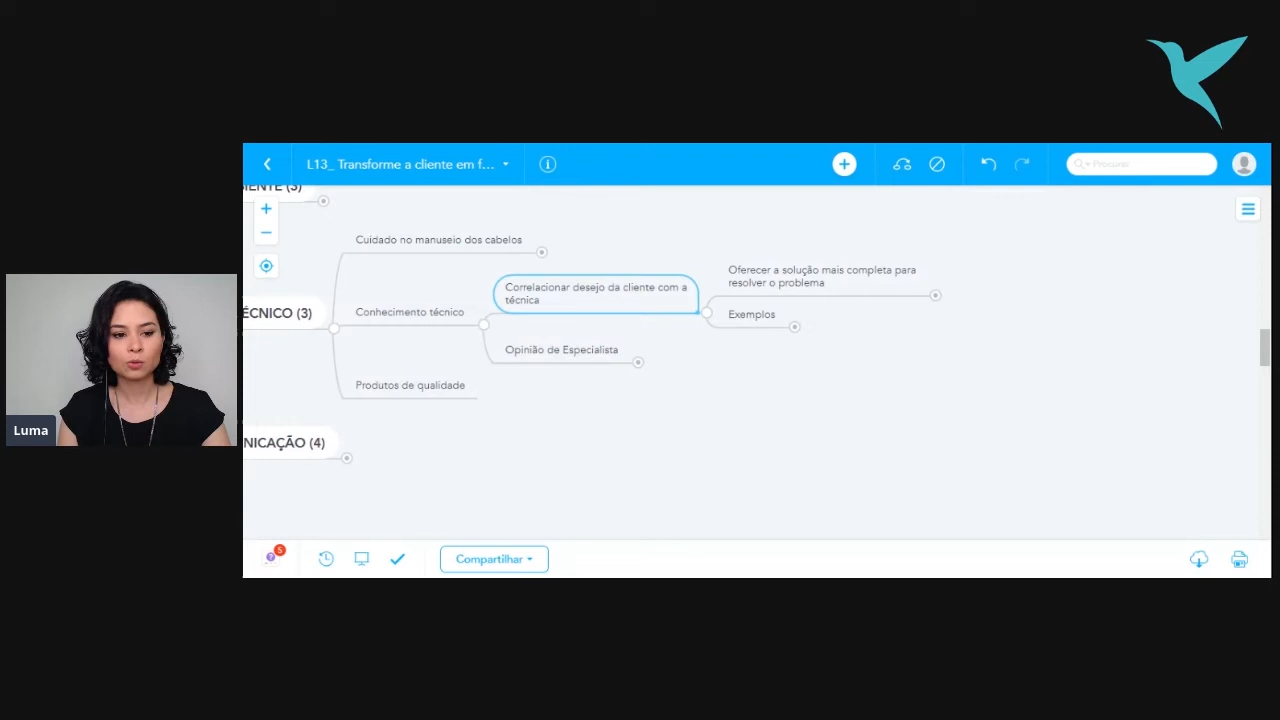 L13_ Transforme a cliente em f...
Procurar
IENTE (3)
Cuidado no manuseio dos cabelos
Correlacionar desejo da cliente com a
técnica
Oferecer a solução mais completa para
resolver o problema
Exemplos
ÉCNICO (3)
Conhecimento técnico
Opinião de Especialista
Produtos de qualidade
Luma
NICAÇÃO (4)
5
Compartilhar